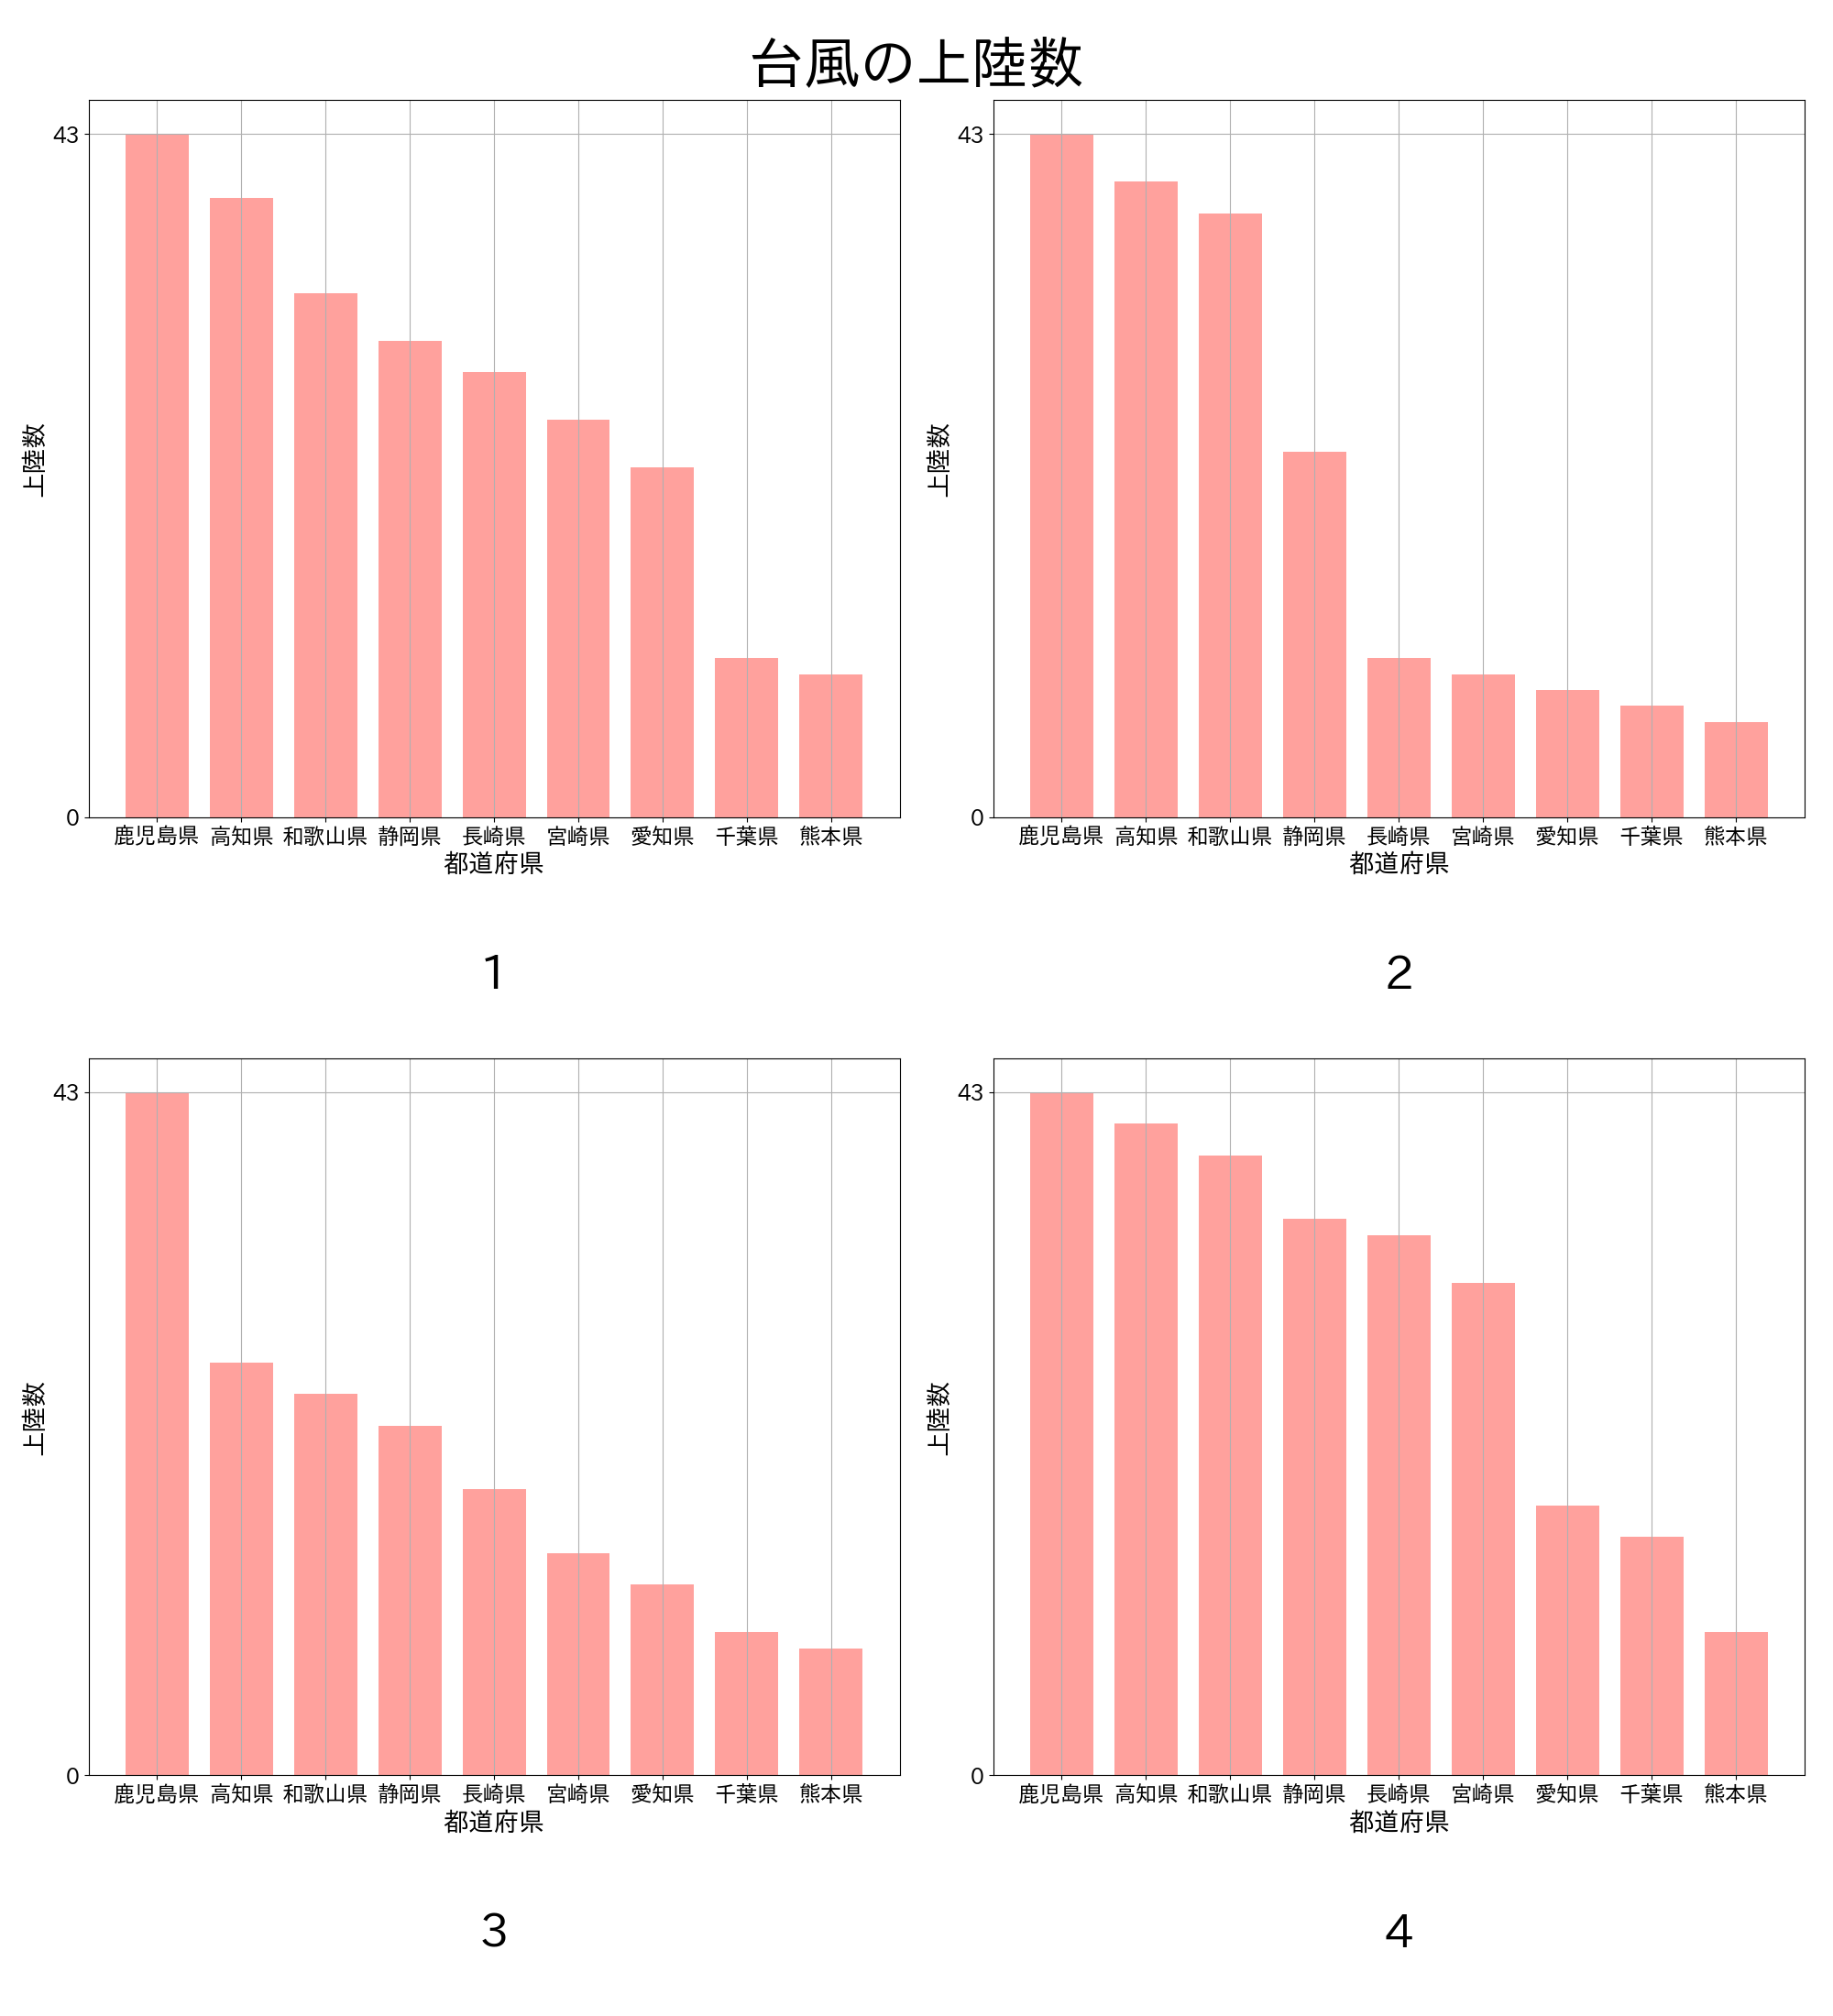 台風の上陸数
43
0
上陸数
鹿児島県 高知県 和歌山県 静岡県 長崎県 宮崎県 愛知県 千葉県 熊本県
都道府県
1
43
0
上陸数
鹿児島県 高知県 和歌山県 静岡県 長崎県 宮崎県 愛知県 千葉県 熊本県
都道府県
2
43
0
上陸数
鹿児島県 高知県 和歌山県 静岡県 長崎県 宮崎県 愛知県 千葉県 熊本県
都道府県
3
43
0
上陸数
鹿児島県 高知県 和歌山県 静岡県 長崎県 宮崎県 愛知県 千葉県 熊本県
都道府県
4